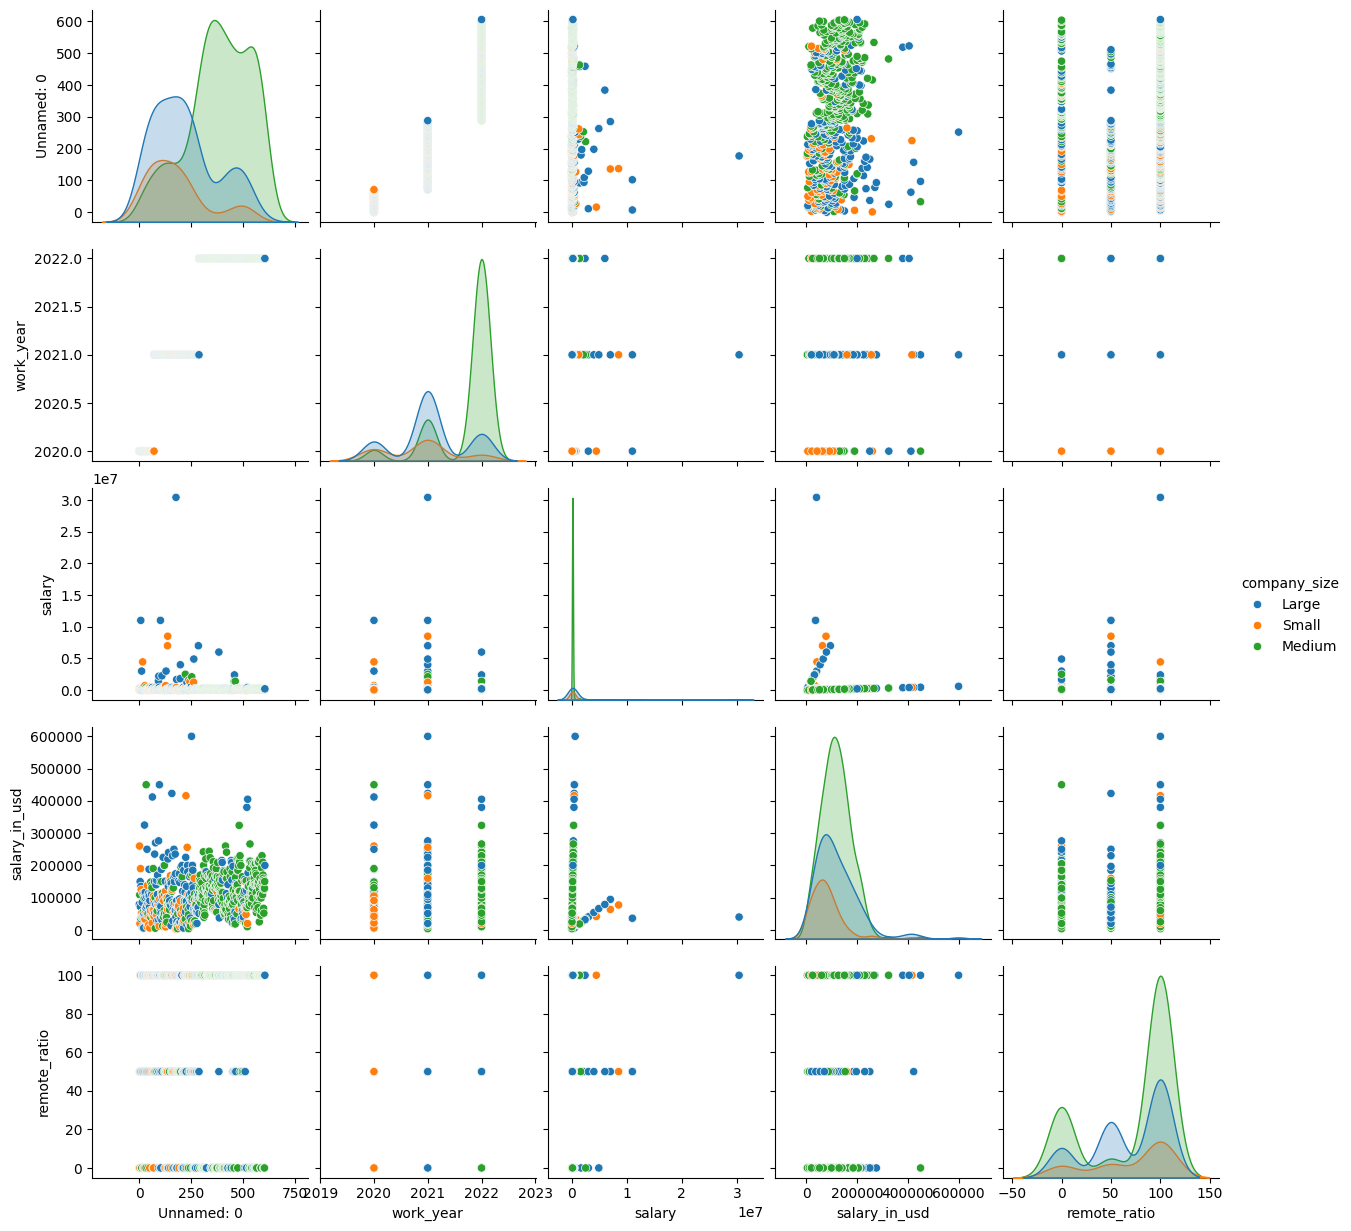 600
500
400
300
200
100
0
Unnamed: 0
2022.0
2021.5
2021.0
2020.5
2020.0
work_year
1e7
3.0
2.5
2.0
1.5
1.0
0.5
0.0
salary
company_size
Large
Small
Medium
600000
500000
400000
300000
200000
100000
0
salary_in_usd
100
80
60
40
20
0
remote_ratio
0 250 500 750
Unnamed: 0
2019 2020 2021 2022 2023
work_year
0 1 2 3
salary 1e7
0 200000 400000 600000
salary_in_usd
−50 0 50 100 150
remote_ratio